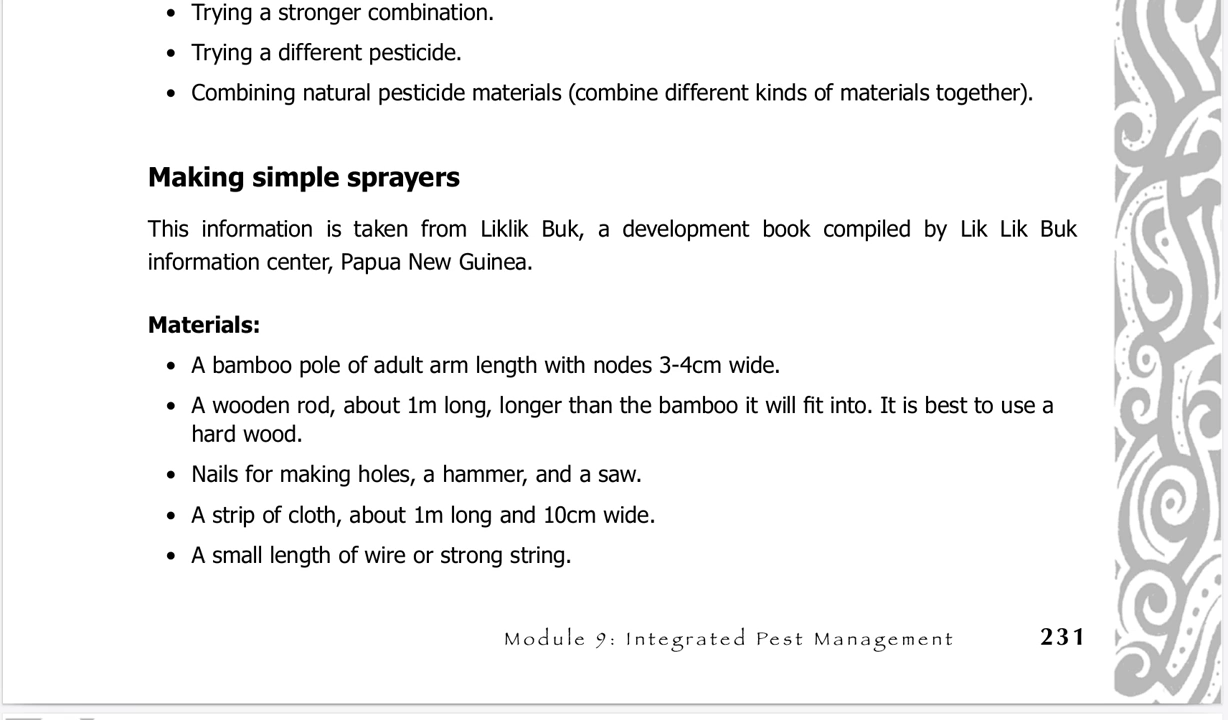 • Trying a stronger combination.
• Trying a different pesticide.
• Combining natural pesticide materials (combine different kinds of materials together).
Making simple sprayers
This information is taken from Liklik Buk, a development book compiled by Lik Lik Buk
information center, Papua New Guinea.
Materials:
• A bamboo pole of adult arm length with nodes 3-4cm wide.
• A wooden rod, about 1m long, longer than the bamboo it will fit into. It is best to use a
hard wood.
• Nails for making holes, a hammer, and a saw.
• A strip of cloth, about 1m long and 10cm wide.
• A small length of wire or strong string.
Module 9: Integrated Pest Management 231